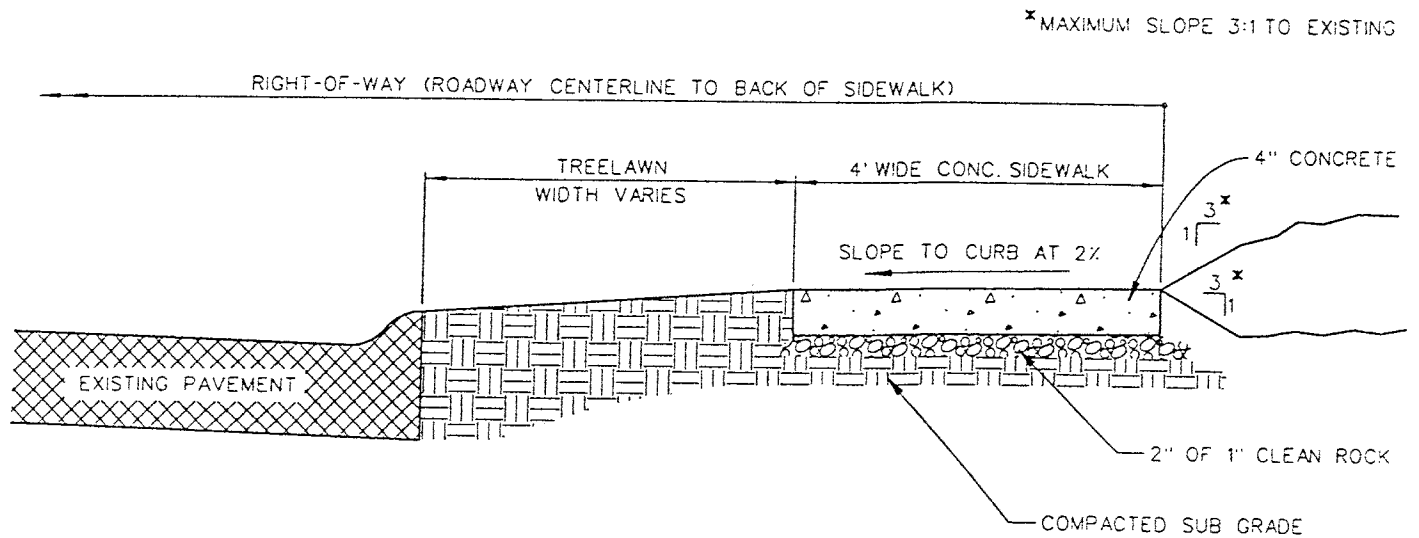 *MAXIMUM SLOPE 3:1 TO EXISTING
RIGHT-OF-WAY (ROADWAY CENTERLINE TO BACK OF SIDEWALK)
TREELAWN
WIDTH VARIES
4' WIDE CONC. SIDEWALK
4" CONCRETE
3*
1
SLOPE TO CURB AT 2%
3*
1
EXISTING PAVEMENT
2" OF 1" CLEAN ROCK
COMPACTED SUB GRADE